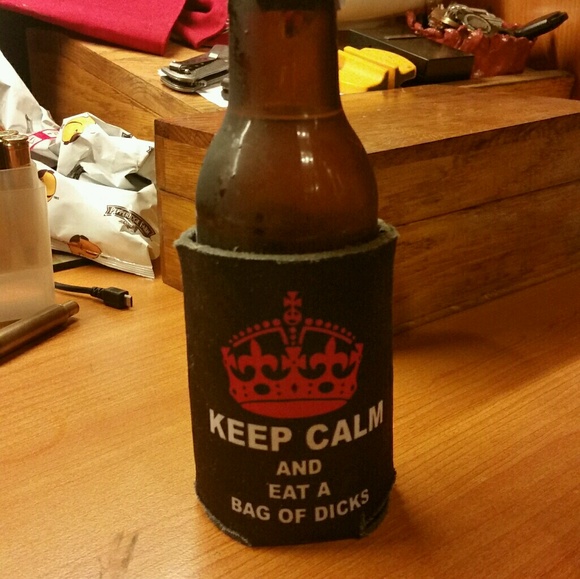 KEEP CALM
AND
EAT A
BAG OF DICKS